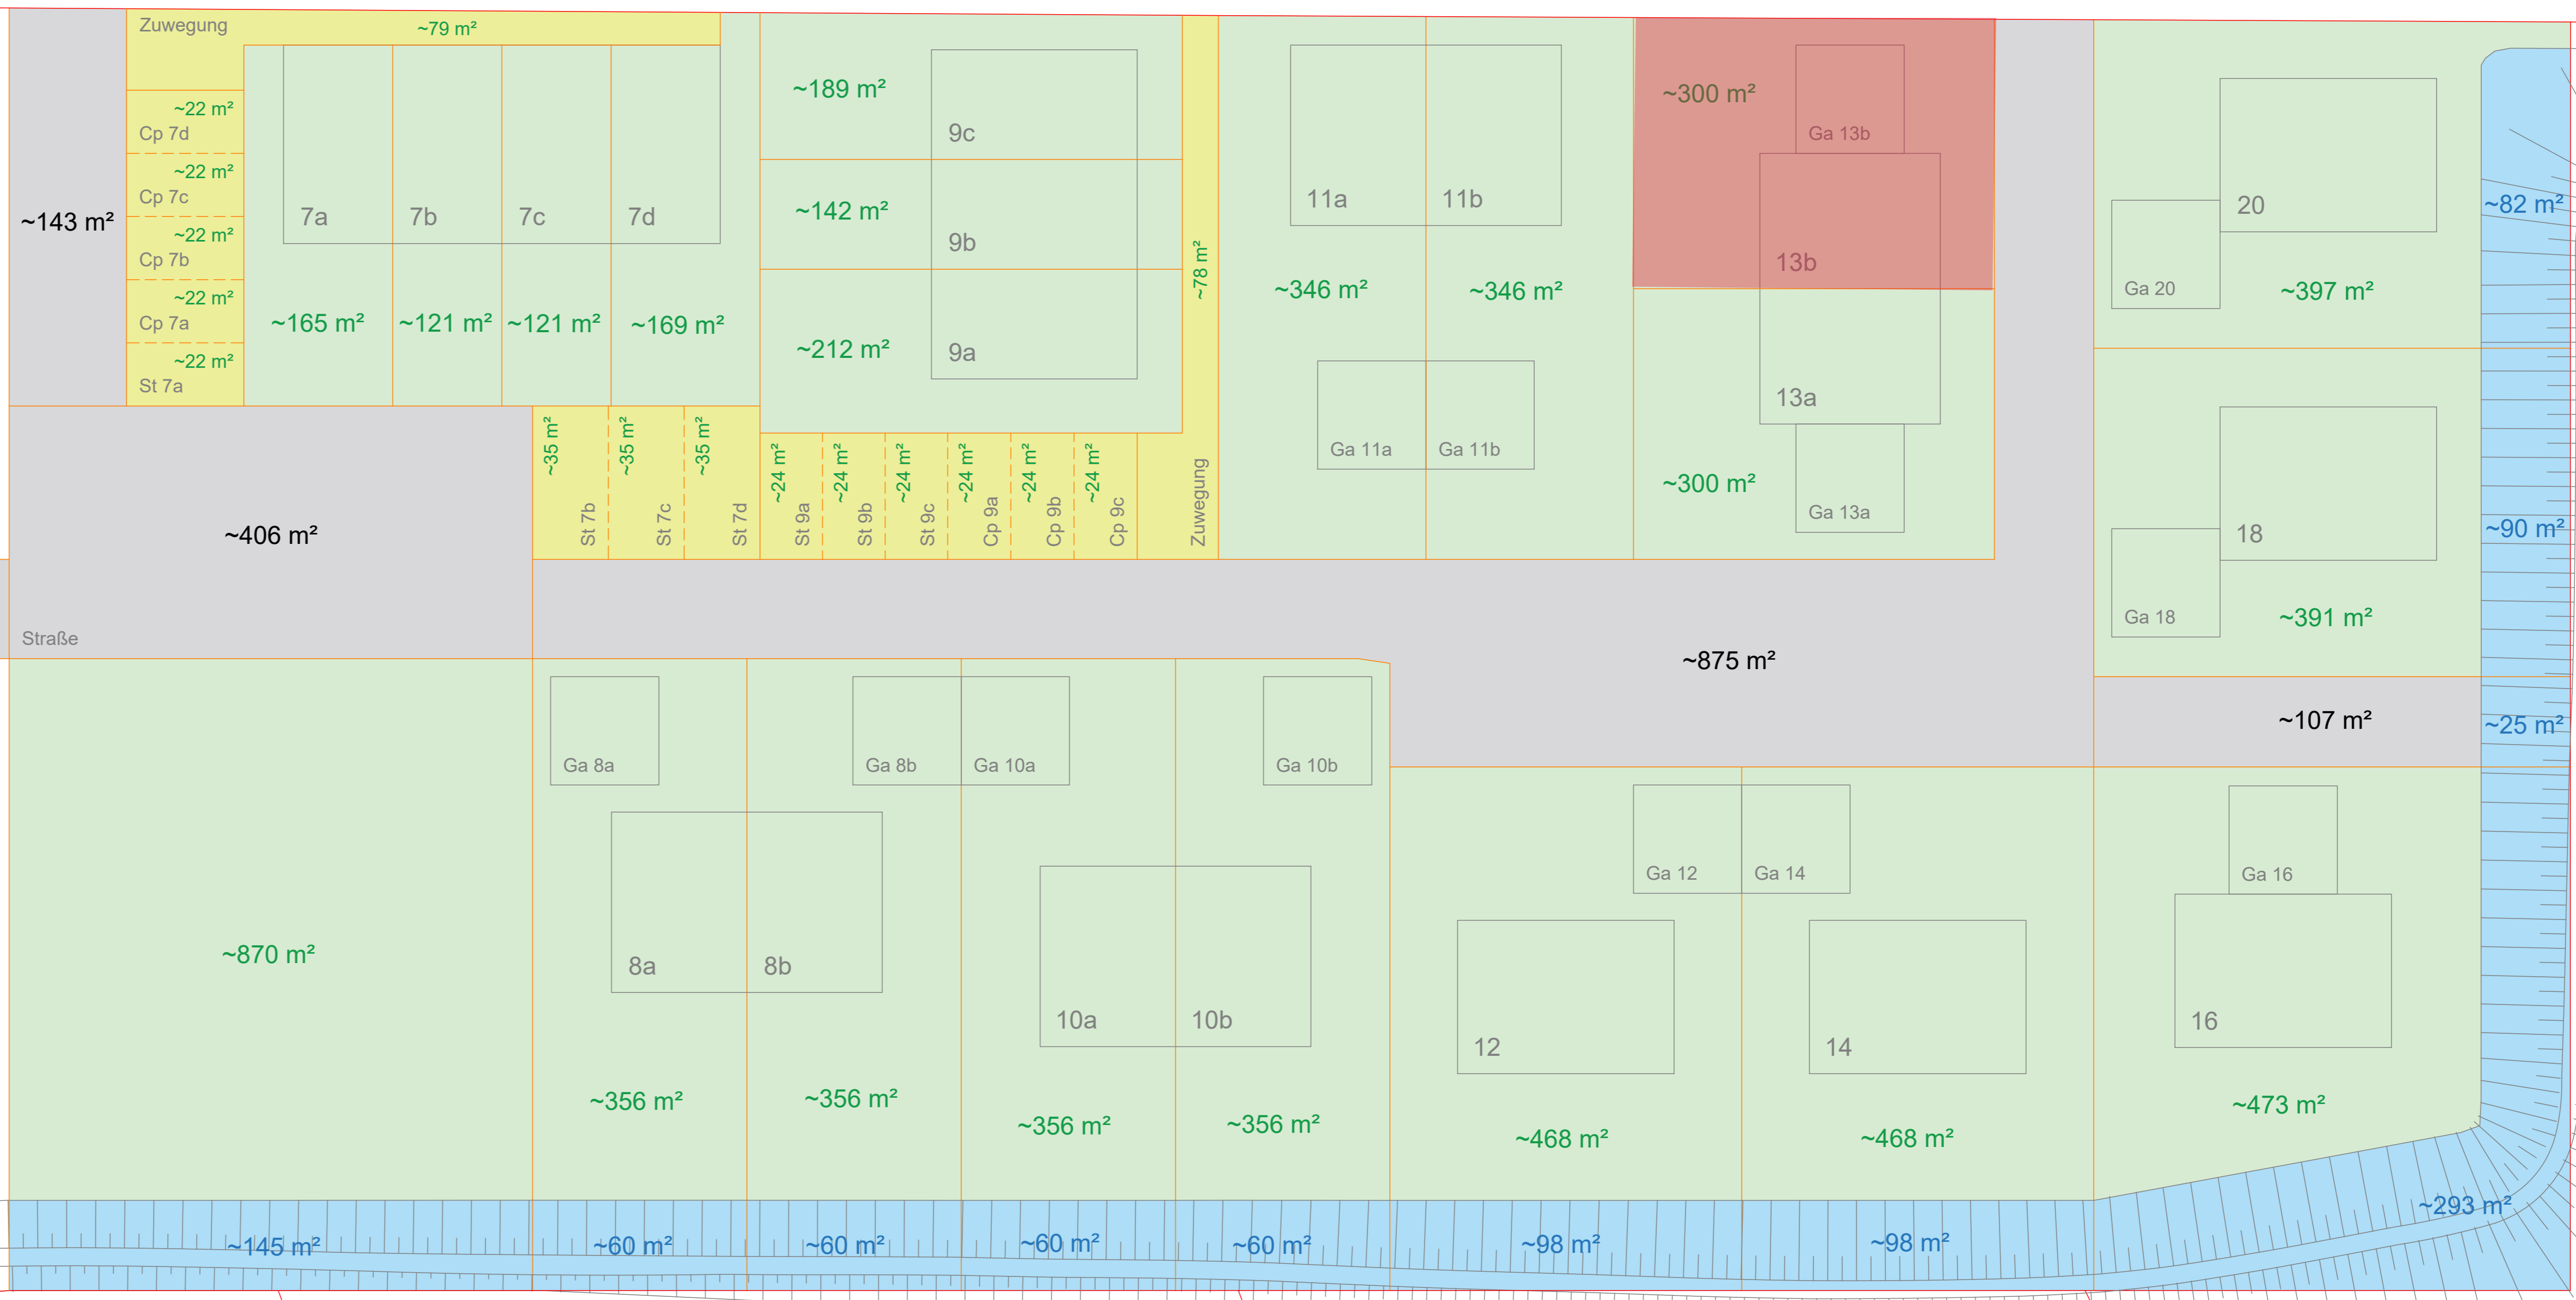 Zuwegung
~79 m²
~22 m²
Cp 7d
~22 m²
Cp 7c
~22 m²
Cp 7b
~22 m²
Cp 7a
~22 m²
St 7a
~143 m²
7a
7b
7c
7d
~165 m²
~121 m²
~121 m²
~169 m²
~189 m²
9c
~142 m²
9b
~212 m²
9a
~78 m²
Zuwegung
11a
11b
~346 m²
~346 m²
Ga 11a
Ga 11b
~300 m²
Ga 13b
13b
13a
~300 m²
Ga 13a
20
Ga 20
~397 m²
~82 m²
18
Ga 18
~391 m²
~90 m²
~406 m²
Straße
~35 m²
St 7b
~35 m²
St 7c
~35 m²
St 7d
~24 m²
St 9a
~24 m²
St 9b
~24 m²
St 9c
~24 m²
Cp 9a
~24 m²
Cp 9b
~24 m²
Cp 9c
~875 m²
~107 m²
~25 m²
~870 m²
Ga 8a
Ga 8b
Ga 10a
Ga 10b
8a
8b
10a
10b
~356 m²
~356 m²
~356 m²
~356 m²
Ga 12
Ga 14
12
14
~468 m²
~468 m²
Ga 16
16
~473 m²
~145 m²
~60 m²
~60 m²
~60 m²
~60 m²
~98 m²
~98 m²
~293 m²